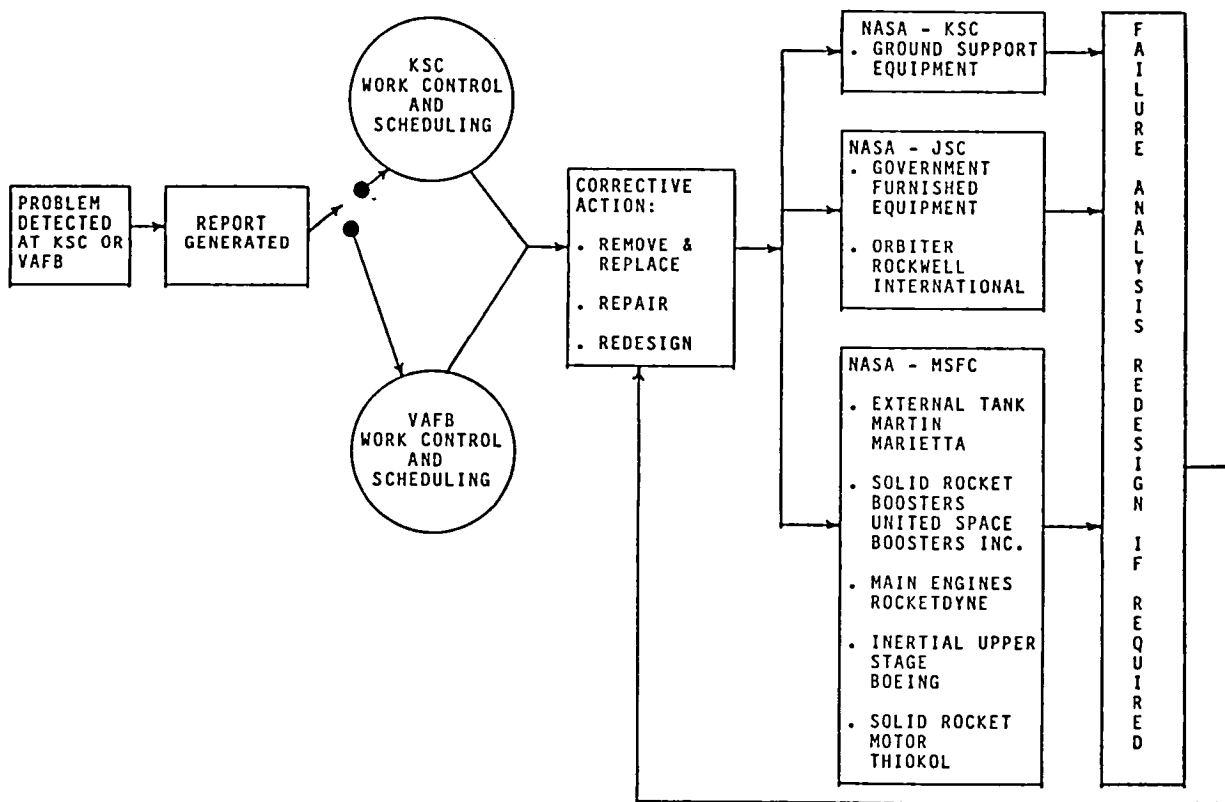 PROBLEM
DETECTED
AT KSC OR
VAFB
REPORT
GENERATED
KSC
WORK CONTROL
AND
SCHEDULING
VAFB
WORK CONTROL
AND
SCHEDULING
CORRECTIVE
ACTION:
. REMOVE &
REPLACE
. REPAIR
. REDESIGN
NASA - KSC
. GROUND SUPPORT
EQUIPMENT
NASA - JSC
. GOVERNMENT
FURNISHED
EQUIPMENT
. ORBITER
ROCKWELL
INTERNATIONAL
NASA - MSFC
. EXTERNAL TANK
MARTIN
MARIETTA
. SOLID ROCKET
BOOSTERS
UNITED SPACE
BOOSTERS INC.
. MAIN ENGINES
ROCKETDYNE
. INERTIAL UPPER
STAGE
BOEING
. SOLID ROCKET
MOTOR
THIOKOL
FAILURE ANALYSIS REDESIGN IF REQUIRED